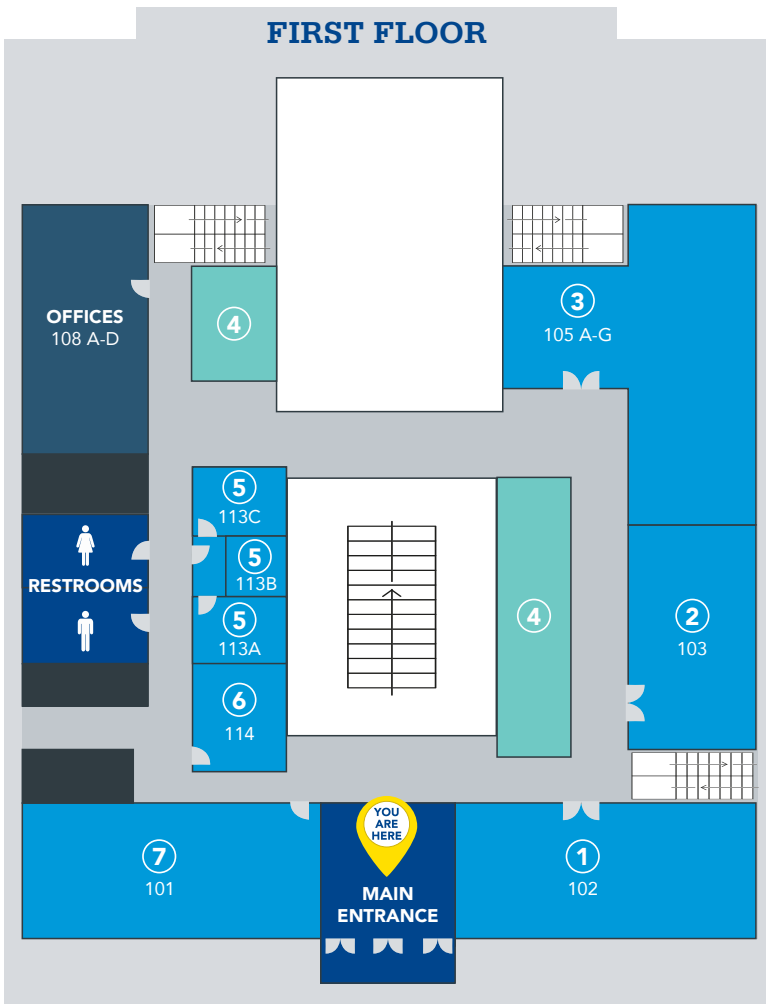 FIRST FLOOR
OFFICES
108 A-D
4
3
105 A-G
5
113C
5
113B
5
113A
6
114
RESTROOMS
4
2
103
YOU
ARE
HERE
7
101
MAIN
ENTRANCE
1
102